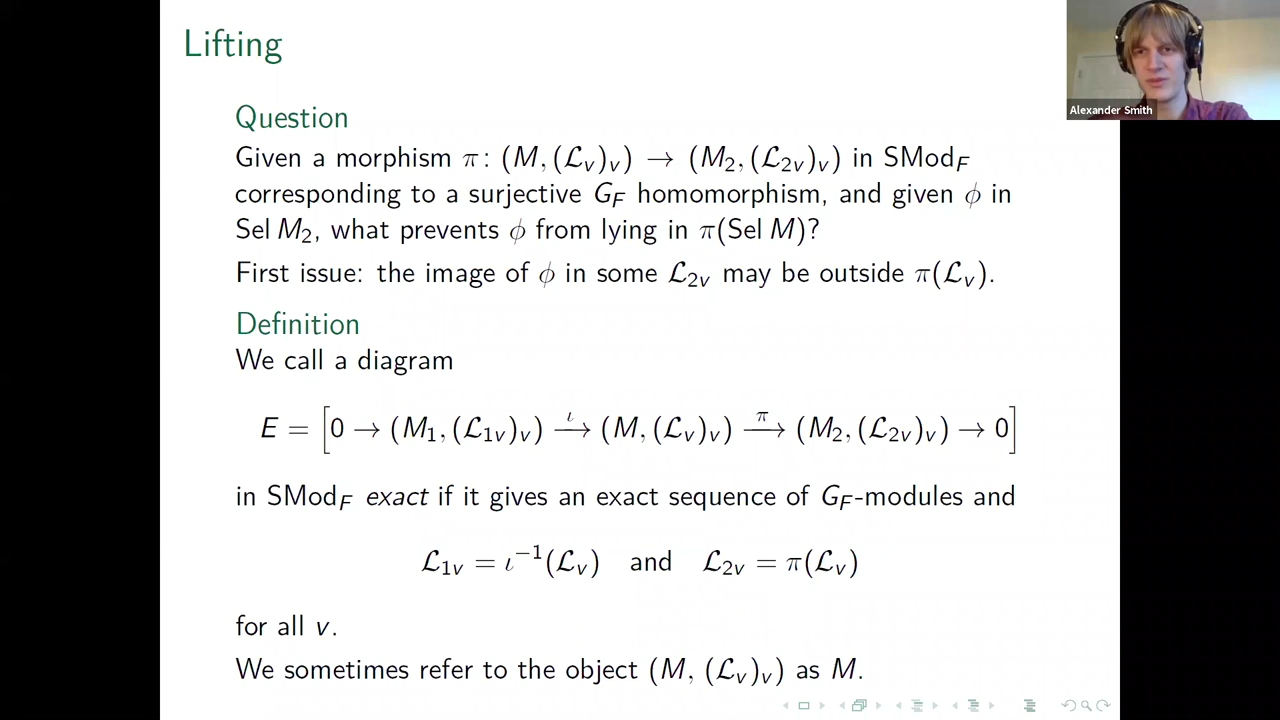 Lifting
Alexander Smith
Question
Given a morphism π: (M, (ℒ_v)_v) → (M_2, (ℒ_{2v})_v) in SMod_F
corresponding to a surjective G_F homomorphism, and given ϕ in
Sel M_2, what prevents ϕ from lying in π(Sel M)?
First issue: the image of ϕ in some ℒ_{2v} may be outside π(ℒ_v).
Definition
We call a diagram
E = [0 → (M_1, (ℒ_{1v})_v) →^ι (M, (ℒ_v)_v) →^π (M_2, (ℒ_{2v})_v) → 0]
in SMod_F exact if it gives an exact sequence of G_F-modules and
ℒ_{1v} = ι^{−1}(ℒ_v) and ℒ_{2v} = π(ℒ_v)
for all v.
We sometimes refer to the object (M, (ℒ_v)_v) as M.